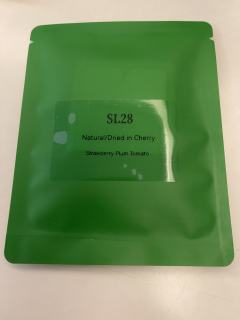 SL28
Natural/Dried in Cherry
Strawberry Plum Tomato